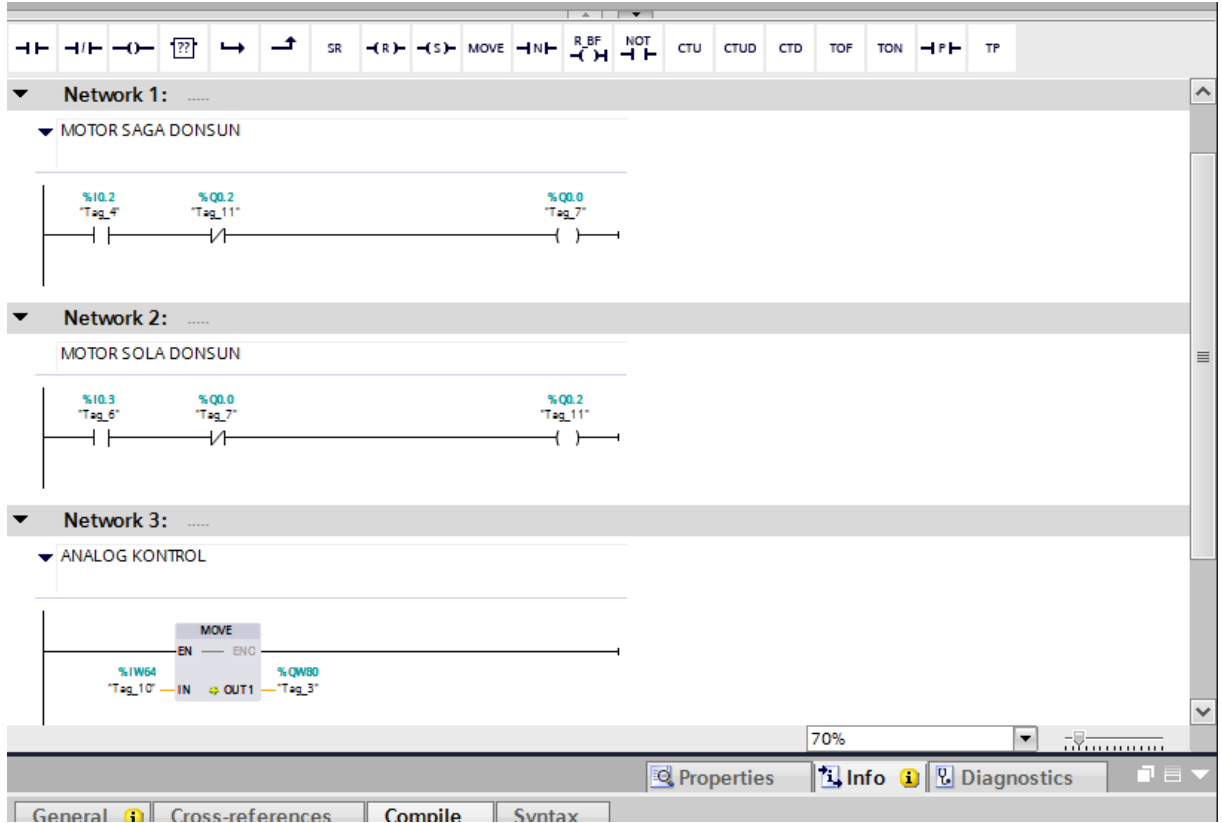 ?? SR R S MOVE N R_BF NOT CTU CTUD CTD TOF TON P TP
Network 1: .....
MOTOR SAGA DONSUN
%I0.2 %Q0.2 %Q0.0
"Tag_4" "Tag_11" "Tag_7"
Network 2: .....
MOTOR SOLA DONSUN
%I0.3 %Q0.0 %Q0.2
"Tag_6" "Tag_7" "Tag_11"
Network 3: .....
ANALOG KONTROL
MOVE
EN ENO
%IW64 %QW80
"Tag_10" IN OUT1 "Tag_3"
70%
Properties Info Diagnostics
General Cross-references Compile Syntax